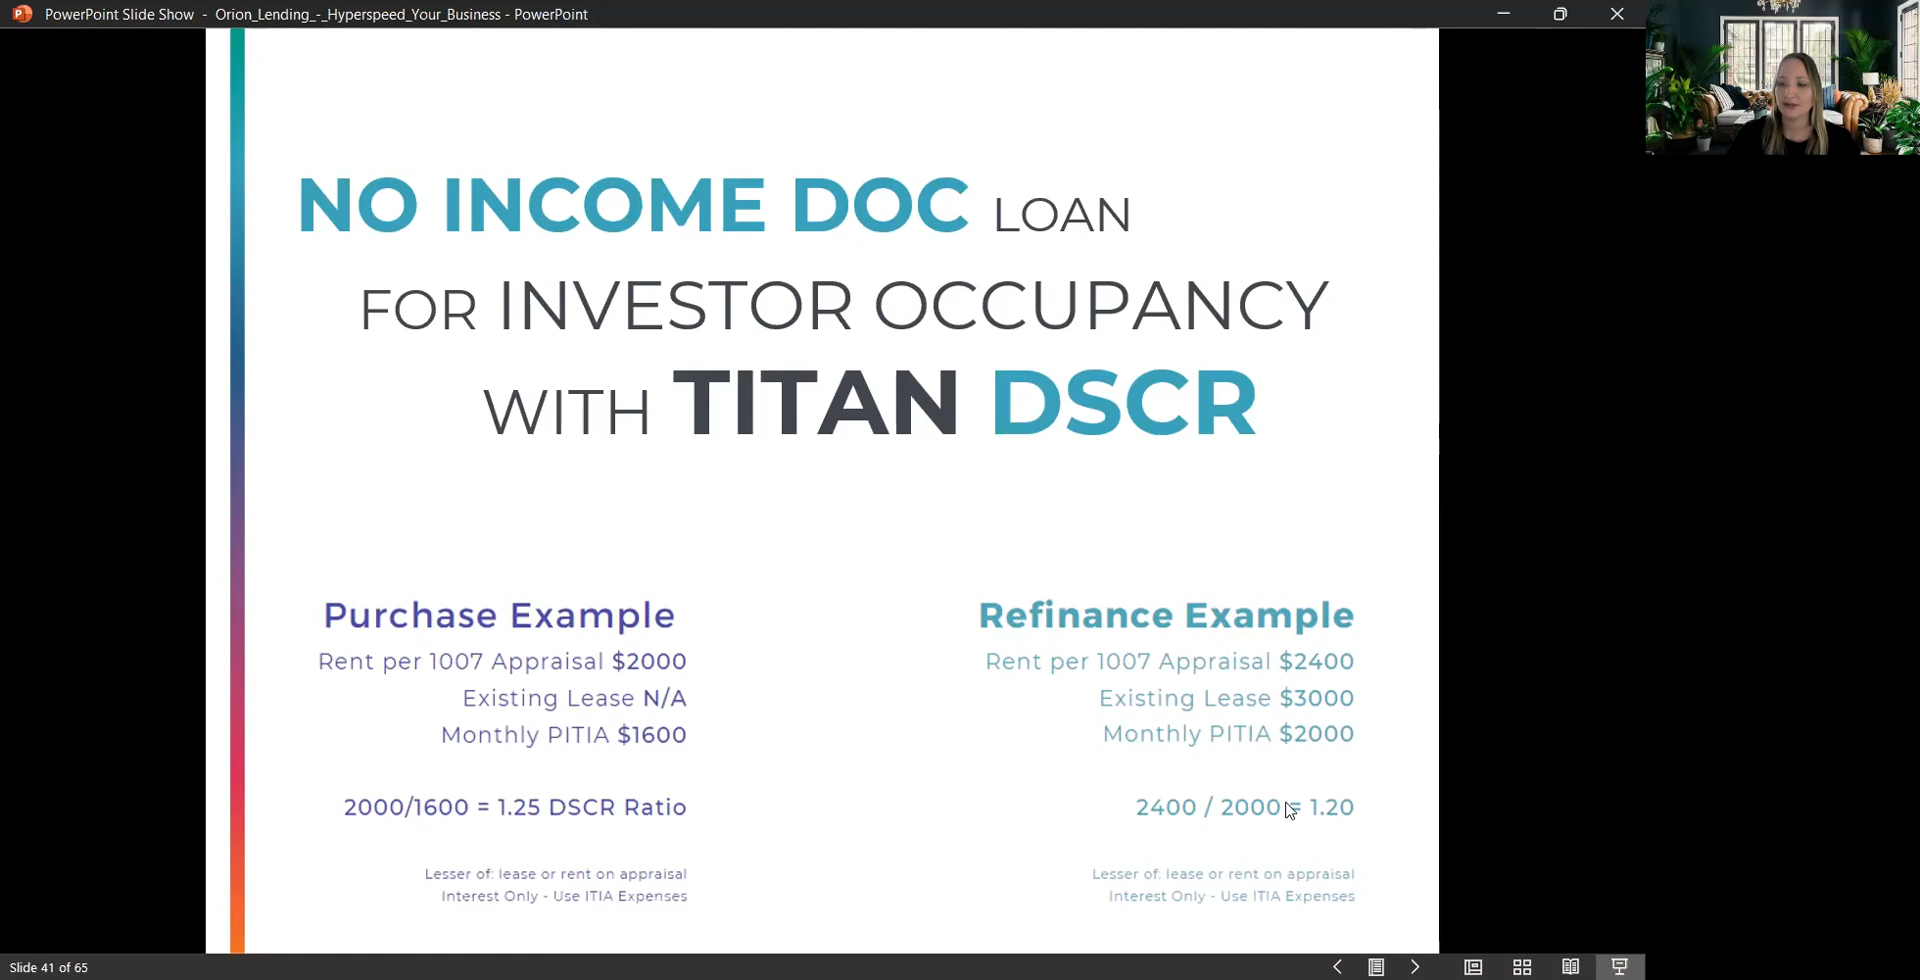 PowerPoint Slide Show - Orion_Lending_-_Hyperspeed_Your_Business - PowerPoint
NO INCOME DOC LOAN
FOR INVESTOR OCCUPANCY
WITH TITAN DSCR
Purchase Example
Rent per 1007 Appraisal $2000
Existing Lease N/A
Monthly PITIA $1600
2000/1600 = 1.25 DSCR Ratio
Lesser of: lease or rent on appraisal
Interest Only - Use ITIA Expenses
Refinance Example
Rent per 1007 Appraisal $2400
Existing Lease $3000
Monthly PITIA $2000
2400 / 2000 = 1.20
Lesser of: lease or rent on appraisal
Interest Only - Use ITIA Expenses
Slide 41 of 65